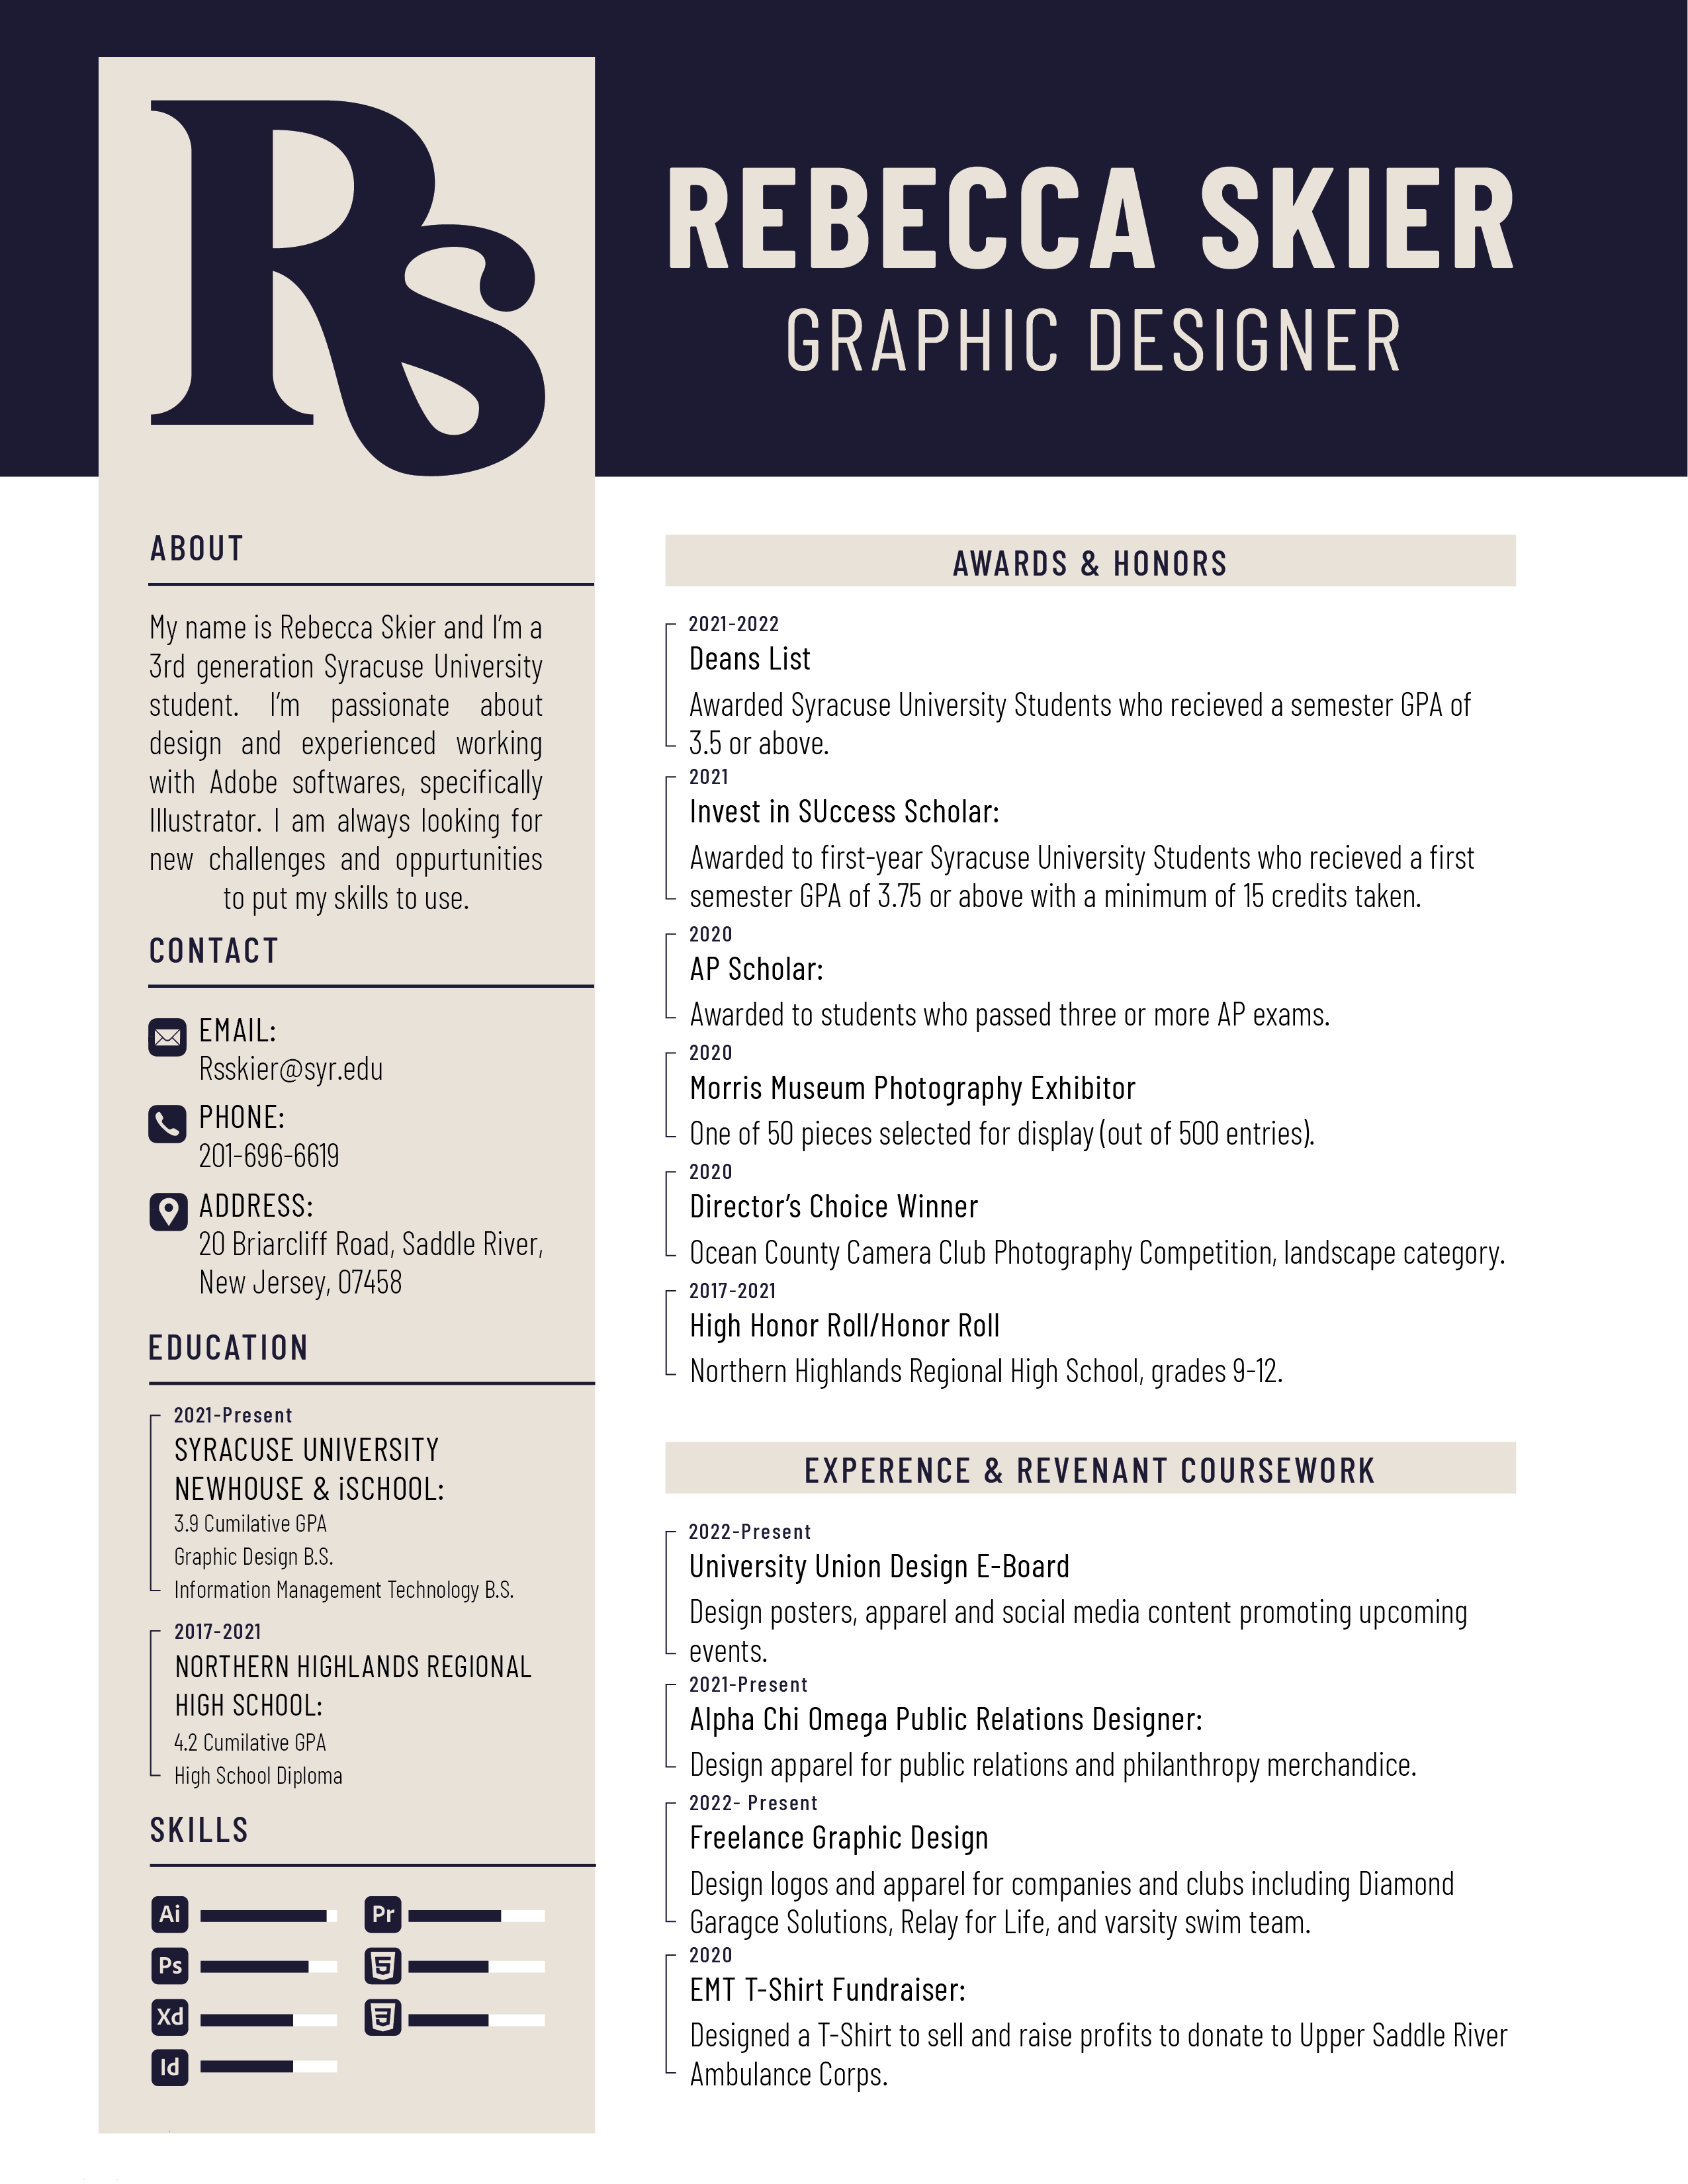 Rs
REBECCA SKIER
GRAPHIC DESIGNER
ABOUT
My name is Rebecca Skier and I'm a
3rd generation Syracuse University
student. I'm passionate about
design and experienced working
with Adobe softwares, specifically
Illustrator. I am always looking for
new challenges and oppurtunities
to put my skills to use.
CONTACT
EMAIL:
Rsskier@syr.edu
PHONE:
201-696-6619
ADDRESS:
20 Briarcliff Road, Saddle River,
New Jersey, 07458
EDUCATION
2021-Present
SYRACUSE UNIVERSITY
NEWHOUSE & iSCHOOL:
3.9 Cumilative GPA
Graphic Design B.S.
Information Management Technology B.S.
2017-2021
NORTHERN HIGHLANDS REGIONAL
HIGH SCHOOL:
4.2 Cumilative GPA
High School Diploma
SKILLS
Ai Pr
Ps 5
Xd 3
Id
AWARDS & HONORS
2021-2022
Deans List
Awarded Syracuse University Students who recieved a semester GPA of
3.5 or above.
2021
Invest in SUccess Scholar:
Awarded to first-year Syracuse University Students who recieved a first
semester GPA of 3.75 or above with a minimum of 15 credits taken.
2020
AP Scholar:
Awarded to students who passed three or more AP exams.
2020
Morris Museum Photography Exhibitor
One of 50 pieces selected for display (out of 500 entries).
2020
Director's Choice Winner
Ocean County Camera Club Photography Competition, landscape category.
2017-2021
High Honor Roll/Honor Roll
Northern Highlands Regional High School, grades 9-12.
EXPERENCE & REVENANT COURSEWORK
2022-Present
University Union Design E-Board
Design posters, apparel and social media content promoting upcoming
events.
2021-Present
Alpha Chi Omega Public Relations Designer:
Design apparel for public relations and philanthropy merchandice.
2022- Present
Freelance Graphic Design
Design logos and apparel for companies and clubs including Diamond
Garagce Solutions, Relay for Life, and varsity swim team.
2020
EMT T-Shirt Fundraiser:
Designed a T-Shirt to sell and raise profits to donate to Upper Saddle River
Ambulance Corps.